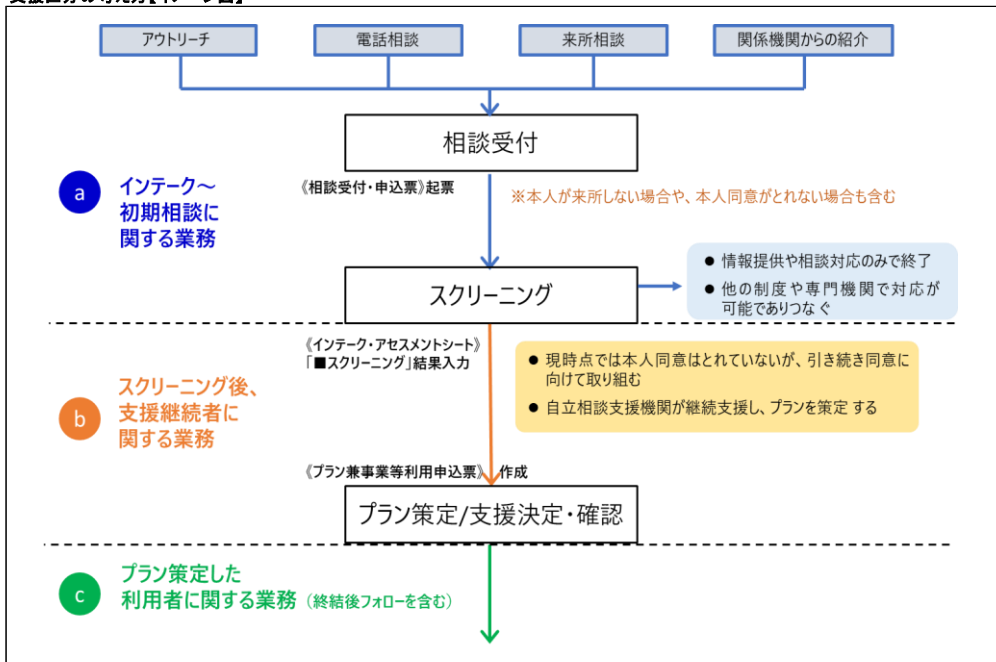 アウトリーチ
電話相談
来所相談
関係機関からの紹介
相談受付
a
インテーク～
初期相談に
関する業務
《相談受付・申込票》起票
※本人が来所しない場合や、本人同意がとれない場合も含む
スクリーニング
● 情報提供や相談対応のみで終了
● 他の制度や専門機関で対応が
可能でありつなぐ
《インテーク・アセスメントシート》
「■スクリーニング」結果入力
● 現時点では本人同意はとれていないが、引き続き同意に
向けて取り組む
● 自立相談支援機関が継続支援し、プランを策定 する
b
スクリーニング後、
支援継続者に
関する業務
《プラン兼事業等利用申込票》 作成
プラン策定/支援決定・確認
c
プラン策定した
利用者に関する業務（終結後フォローを含む）